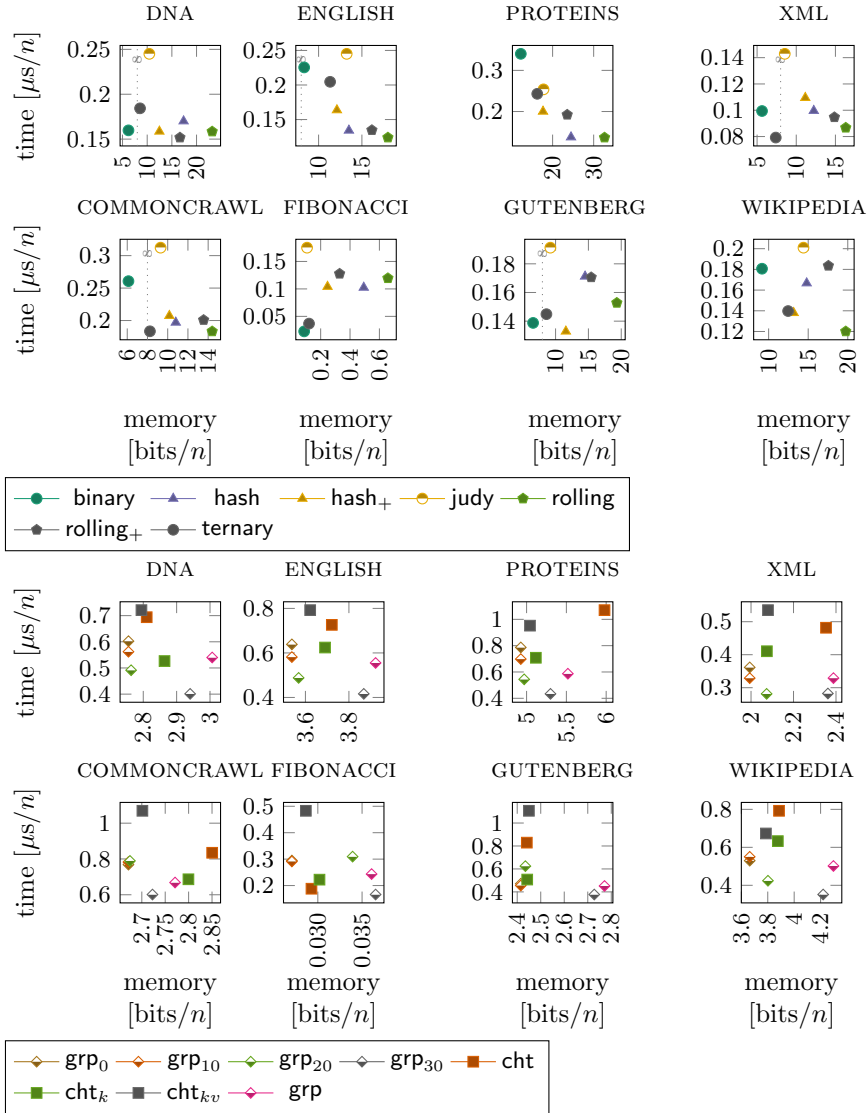 DNA ENGLISH PROTEINS XML
time [μs/n]
0.25 0.2 0.15
5 10 15 20
∞
0.25 0.2 0.15
10 15
∞
0.3 0.2
20 30
0.14 0.12 0.1 0.08
5 10 15
∞
COMMONCRAWL FIBONACCI GUTENBERG WIKIPEDIA
time [μs/n]
0.3 0.25 0.2
6 8 10 12 14
∞
0.15 0.1 0.05
0.2 0.4 0.6
0.18 0.16 0.14
10 15 20
∞
0.2 0.18 0.16 0.14 0.12
10 15 20
memory memory memory memory
[bits/n] [bits/n] [bits/n] [bits/n]
binary hash hash+ judy rolling
rolling+ ternary
DNA ENGLISH PROTEINS XML
time [μs/n]
0.7 0.6 0.5 0.4
2.8 2.9 3
0.8 0.6 0.4
3.6 3.8
1 0.8 0.6 0.4
5 5.5 6
0.5 0.4 0.3
2 2.2 2.4
COMMONCRAWL FIBONACCI GUTENBERG WIKIPEDIA
time [μs/n]
1 0.8 0.6
2.7 2.75 2.8 2.85
0.5 0.4 0.3 0.2
0.030 0.035
1 0.8 0.6 0.4
2.4 2.5 2.6 2.7 2.8
0.8 0.6 0.4
3.6 3.8 4 4.2
memory memory memory memory
[bits/n] [bits/n] [bits/n] [bits/n]
grp0 grp10 grp20 grp30 cht
chtk chtkv grp